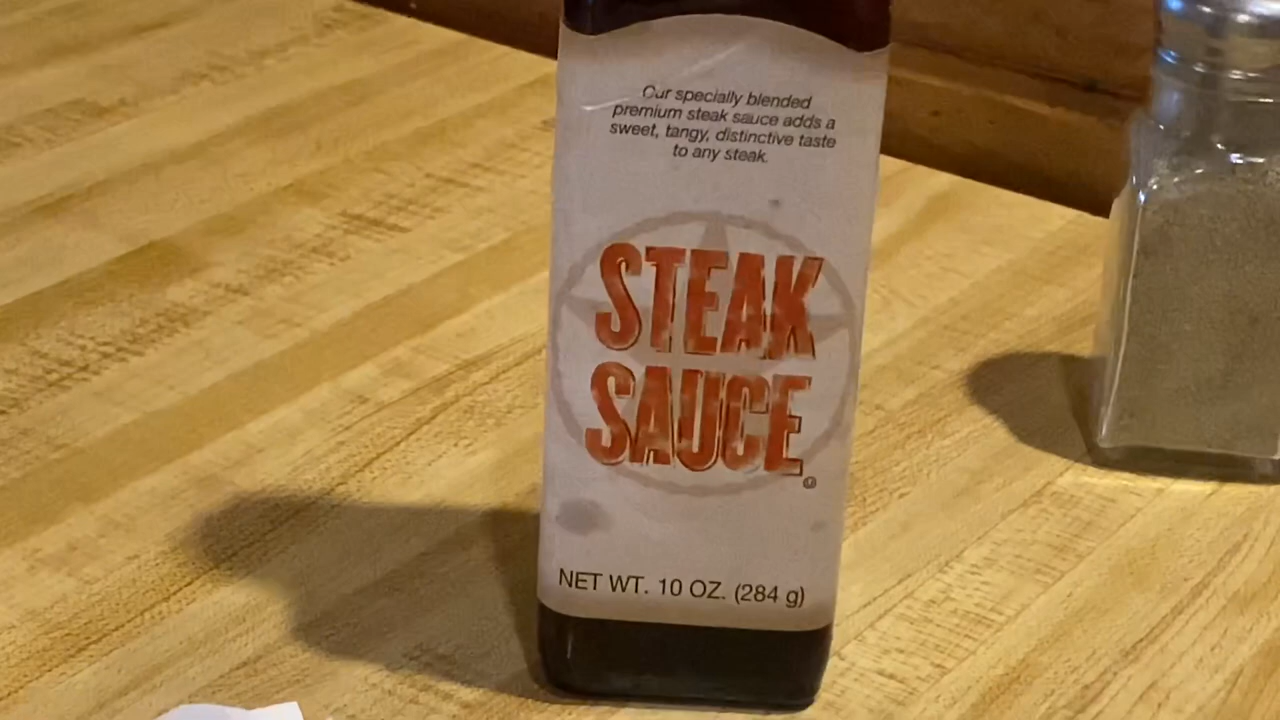 Our specially blended
premium steak sauce adds a
sweet, tangy, distinctive taste
to any steak.
STEAK
SAUCE
NET WT. 10 OZ. (284 g)